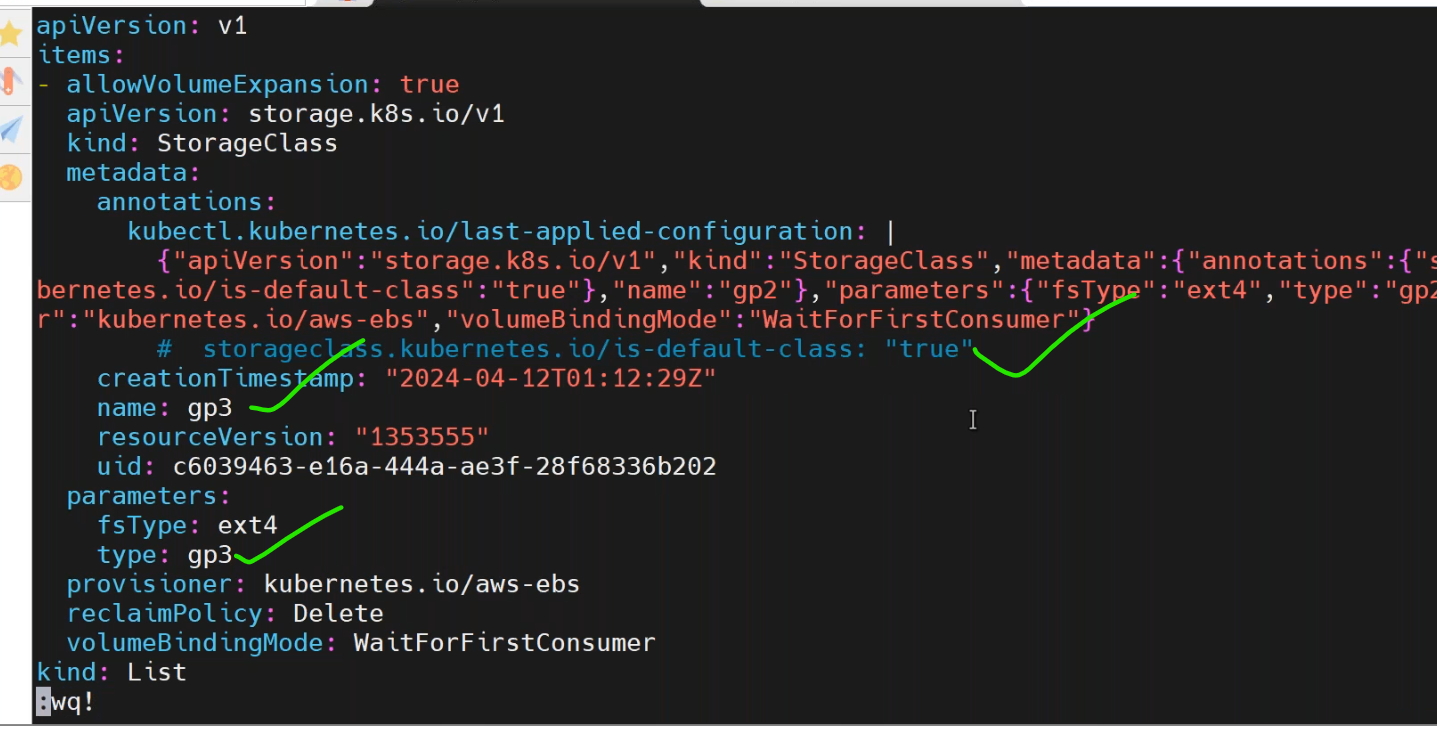 apiVersion: v1
items:
- allowVolumeExpansion: true
  apiVersion: storage.k8s.io/v1
  kind: StorageClass
  metadata:
    annotations:
      kubectl.kubernetes.io/last-applied-configuration: |
        {"apiVersion":"storage.k8s.io/v1","kind":"StorageClass","metadata":{"annotations":{"s
bernetes.io/is-default-class":"true"},"name":"gp2"},"parameters":{"fsType":"ext4","type":"gp2
r":"kubernetes.io/aws-ebs","volumeBindingMode":"WaitForFirstConsumer"}
        #  storageclass.kubernetes.io/is-default-class: "true"
    creationTimestamp: "2024-04-12T01:12:29Z"
    name: gp3
    resourceVersion: "1353555"
    uid: c6039463-e16a-444a-ae3f-28f68336b202
  parameters:
    fsType: ext4
    type: gp3
  provisioner: kubernetes.io/aws-ebs
  reclaimPolicy: Delete
  volumeBindingMode: WaitForFirstConsumer
kind: List
:wq!